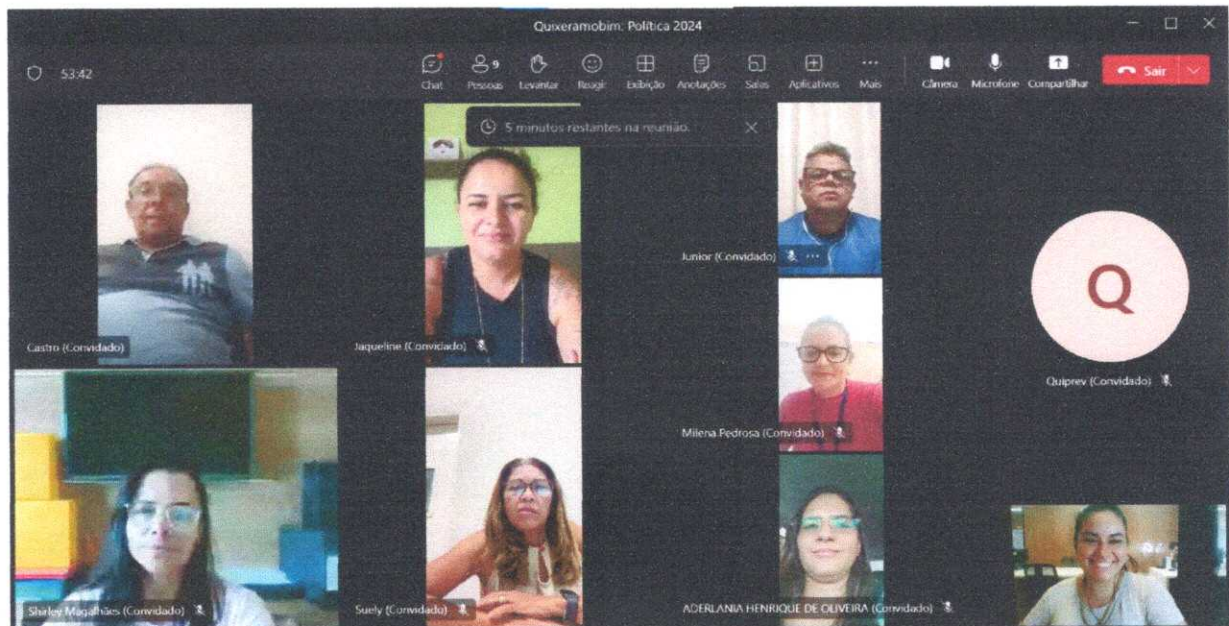 Quixeramobim: Política 2024
53:42
Chat
9
Pessoas
Levantar
Reagir
Exibição
Anotações
Salas
Aplicativos
Mais
Câmera
Microfone
Compartilhar
Sair
5 minutos restantes na reunião.
Castro (Convidado)
Jaqueline (Convidado)
Junior (Convidado)
Milena Pedrosa (Convidado)
Q
Quiprev (Convidado)
Shirley Magalhães (Convidado)
Suely (Convidado)
ADERLANIA HENRIQUE DE OLIVEIRA (Convidado)